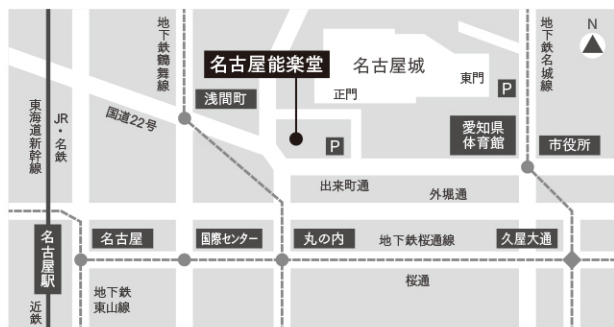 地下鉄鶴舞線
地下鉄名城線
N
名古屋能楽堂
名古屋城
東門
正門
P
東海道新幹線
JR・名鉄
国道22号
浅間町
P
愛知県
体育館
市役所
出来町通
外堀通
名古屋
国際センター
丸の内
地下鉄桜通線
久屋大通
名古屋駅
桜通
地下鉄
東山線
近鉄